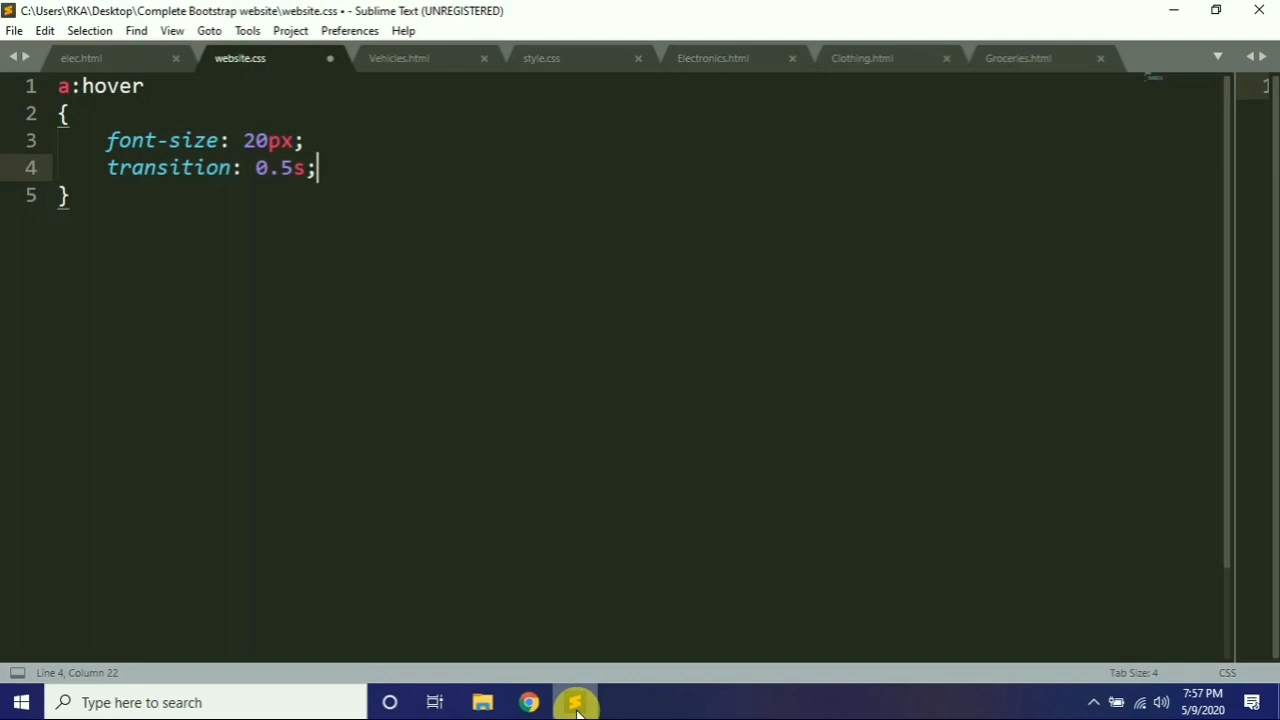 C:\Users\RKA\Desktop\Complete Bootstrap website\website.css • - Sublime Text (UNREGISTERED)
File Edit Selection Find View Goto Tools Project Preferences Help
elec.html website.css Vehicles.html style.css Electronics.html Clothing.html Groceries.html
1 a:hover 1
2 {
3 font-size: 20px;
4 transition: 0.5s;
5 }
Line 4, Column 22 Tab Size: 4 CSS
Type here to search
7:57 PM
5/9/2020